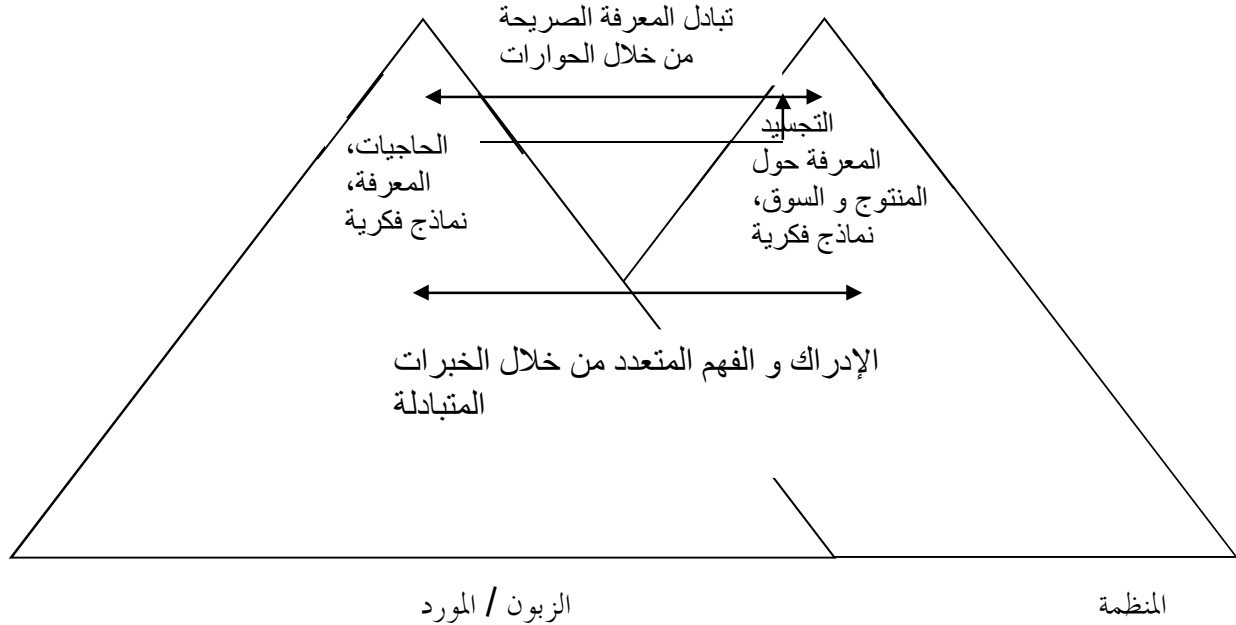 تبادل المعرفة الصريحة
من خلال الحوارات
التجسيد
المعرفة حول
المنتوج و السوق،
نماذج فكرية
الحاجيات،
المعرفة،
نماذج فكرية
الإدراك و الفهم المتعدد من خلال الخبرات
المتبادلة
المنظمة
الزبون / المورد